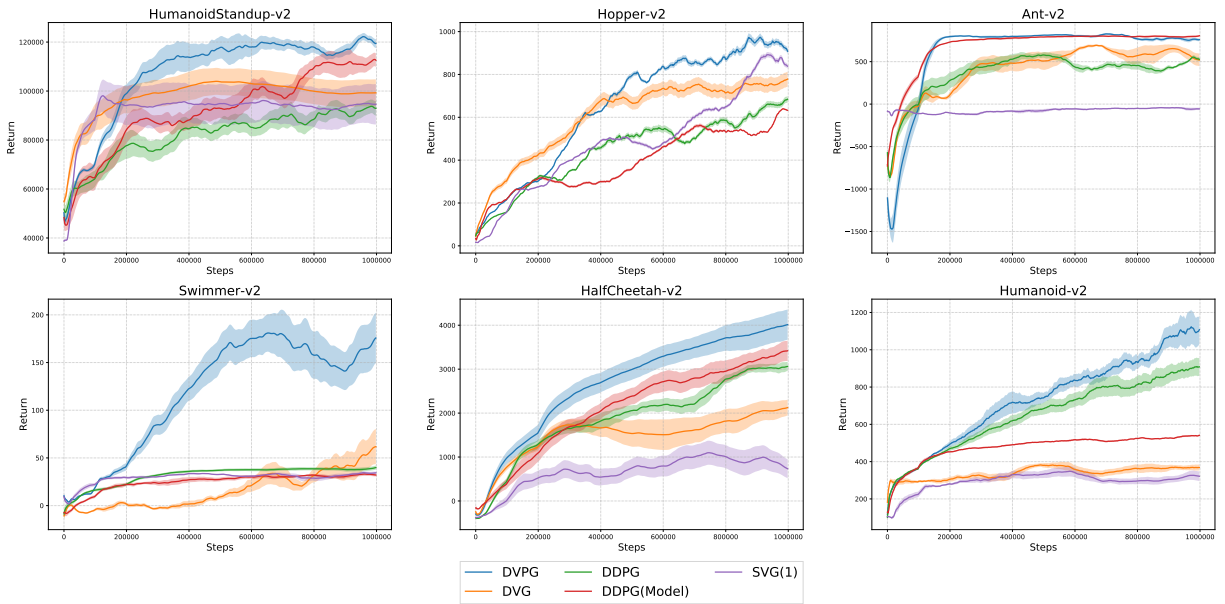 HumanoidStandup-v2
Return
120000
100000
80000
60000
40000
0
200000
400000
600000
800000
1000000
Steps
Hopper-v2
Return
1000
800
600
400
200
0
0
200000
400000
600000
800000
1000000
Steps
Ant-v2
Return
500
0
−500
−1000
−1500
0
200000
400000
600000
800000
1000000
Steps
Swimmer-v2
Return
200
150
100
50
0
0
200000
400000
600000
800000
1000000
Steps
HalfCheetah-v2
Return
4000
3000
2000
1000
0
0
200000
400000
600000
800000
1000000
Steps
Humanoid-v2
Return
1200
1000
800
600
400
200
0
200000
400000
600000
800000
1000000
Steps
DVPG
DVG
DDPG
DDPG(Model)
SVG(1)